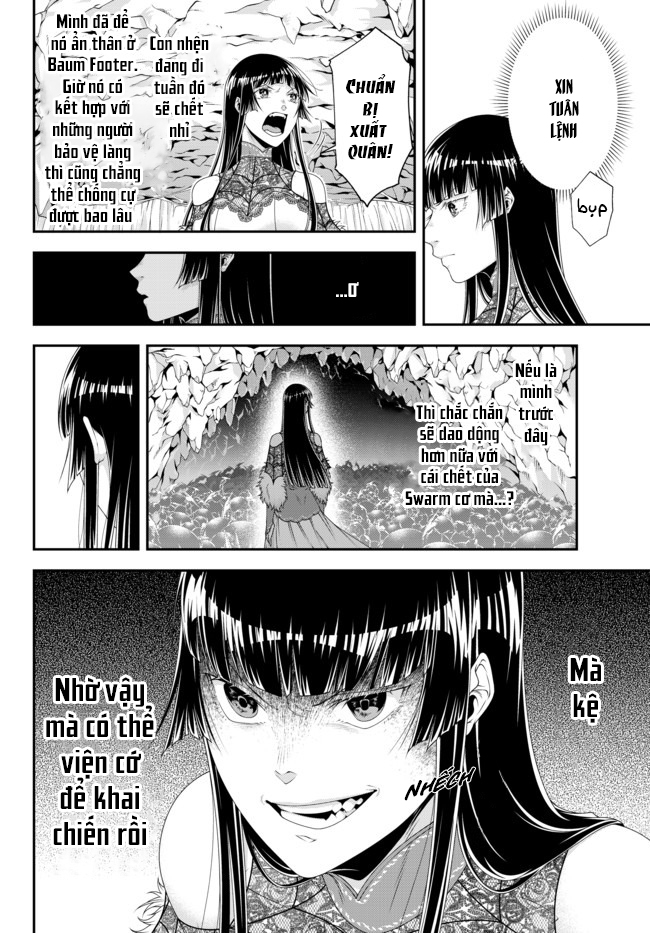 XIN
TUÂN
LỆNH
CHUẨN
BỊ
XUẤT
QUÂN!
Con nhện
đang đi
tuần đó
sẽ chết
nhỉ
Mình đã để
nó ẩn thân ở
Baum Footer.
Giờ nó có
kết hợp với
những người
bảo vệ làng
thì cũng chẳng
thể chống cự
được bao lâu
...Ơ
Nếu là
mình
trước
đây
Thì chắc chắn
sẽ dao động
hơn nữa với
cái chết của
Swarm cơ mà...?
Mà
kệ
NHẾCH
Nhờ vậy
mà có thể
viện cớ
để khai
chiến rồi